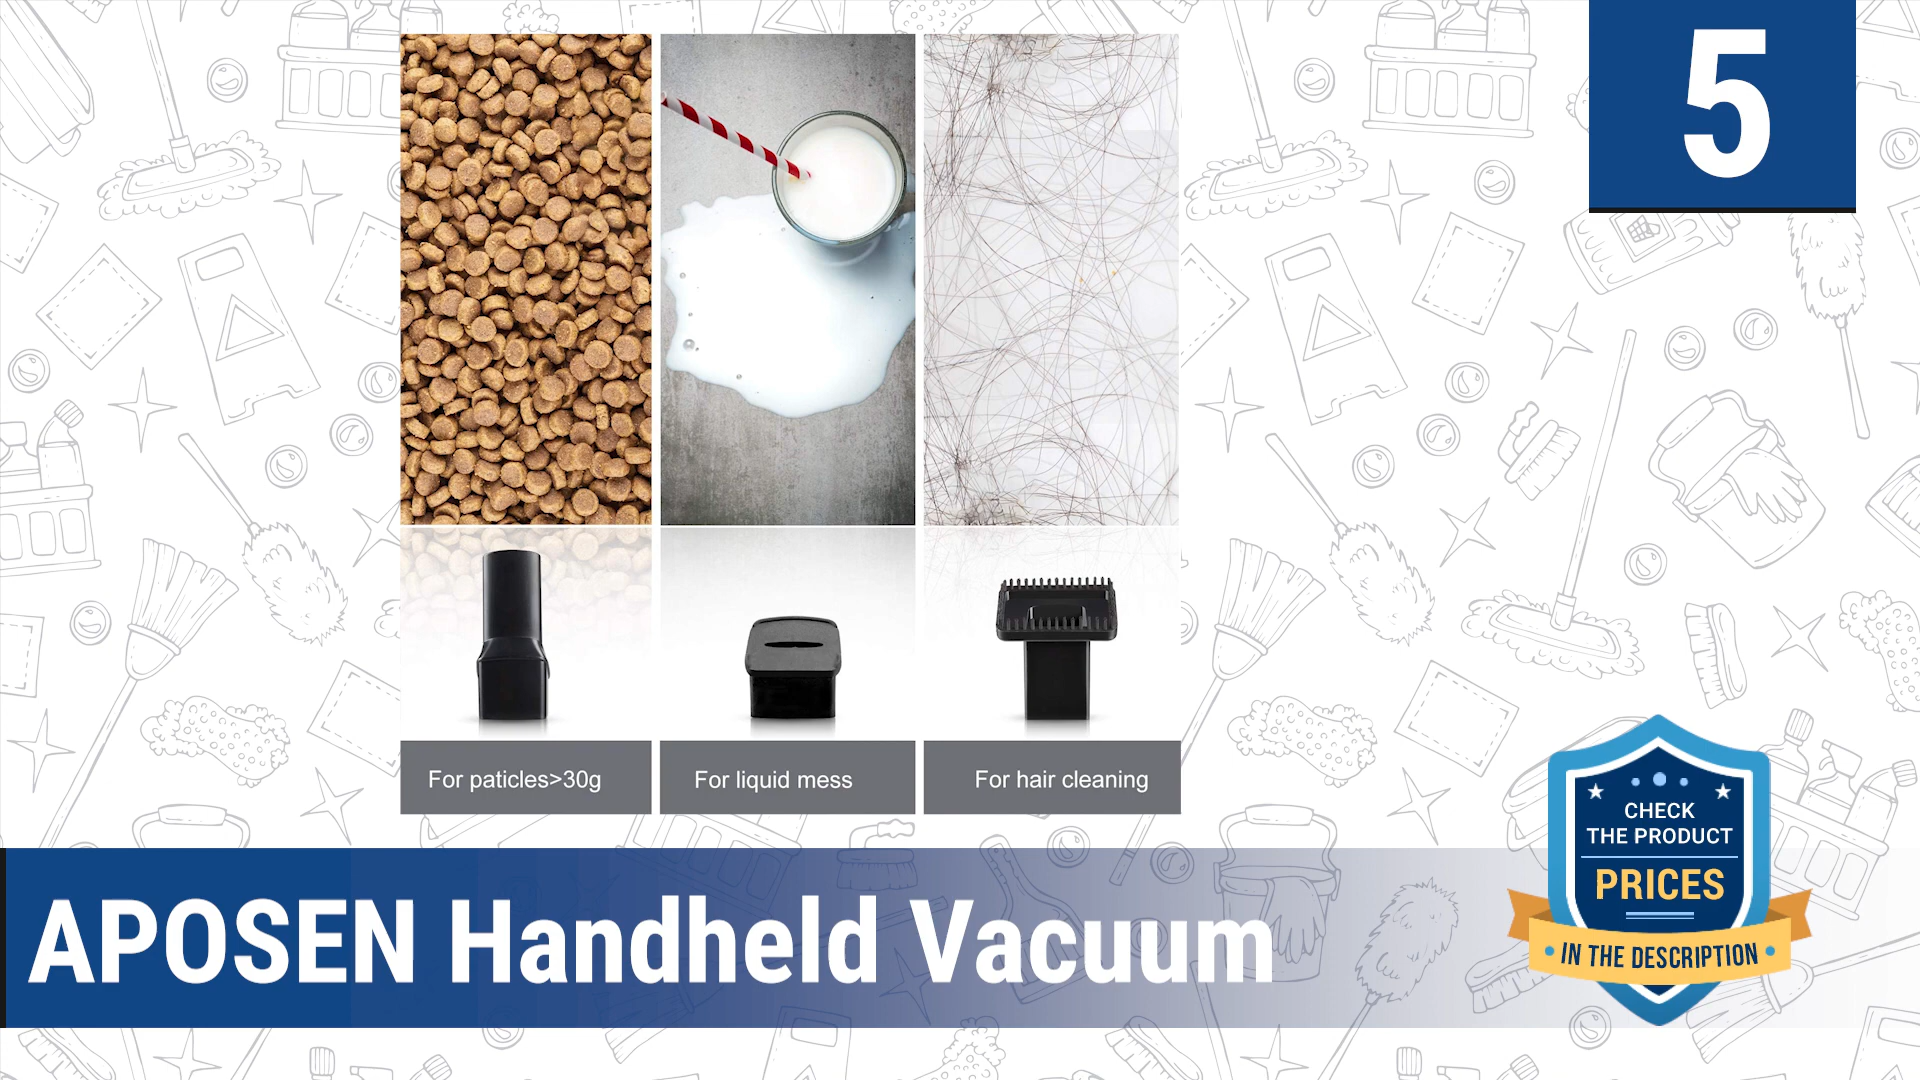 5
For paticles>30g
For liquid mess
For hair cleaning
CHECK
THE PRODUCT
PRICES
IN THE DESCRIPTION
APOSEN Handheld Vacuum